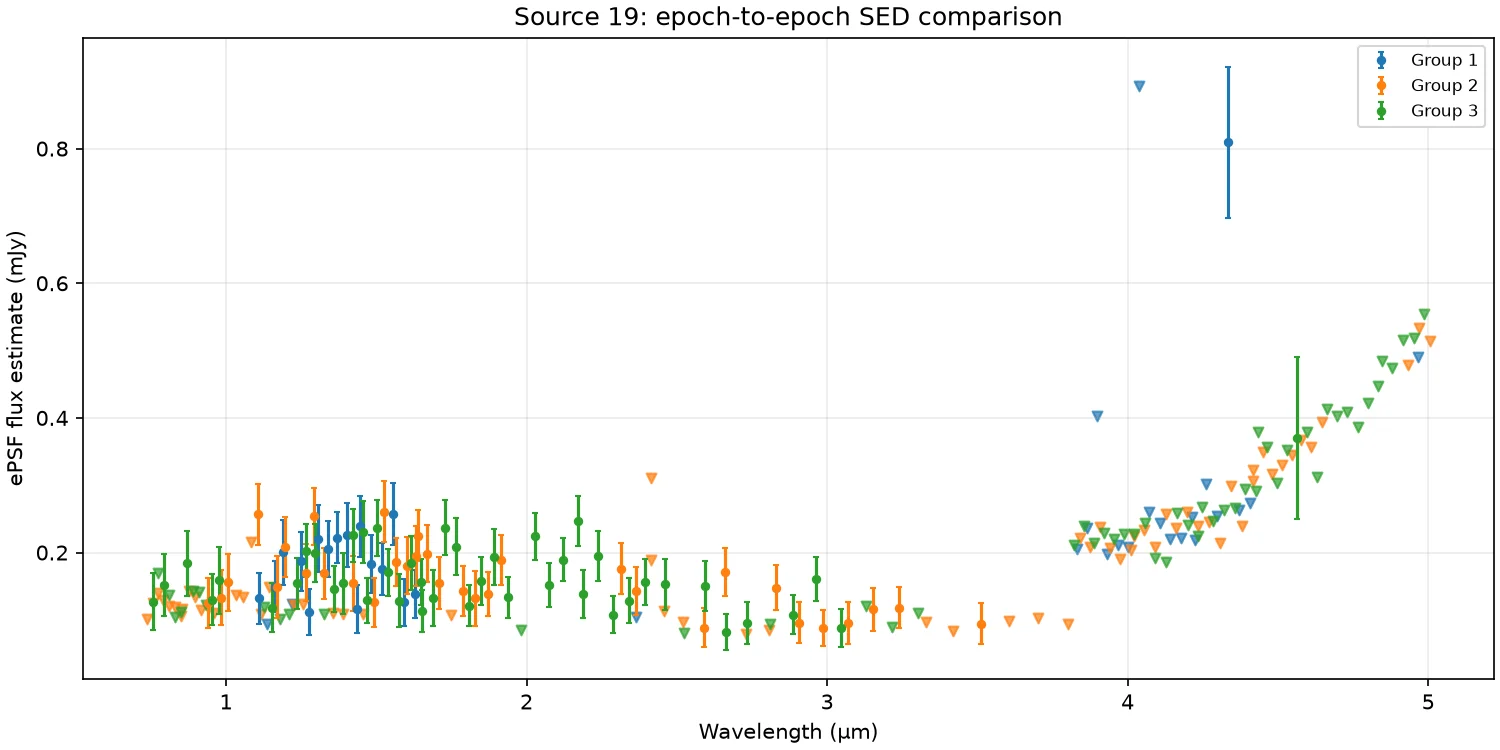 Source 19: epoch-to-epoch SED comparison
ePSF flux estimate (mJy)
0.8
0.6
0.4
0.2
Group 1
Group 2
Group 3
1 2 3 4 5
Wavelength (µm)